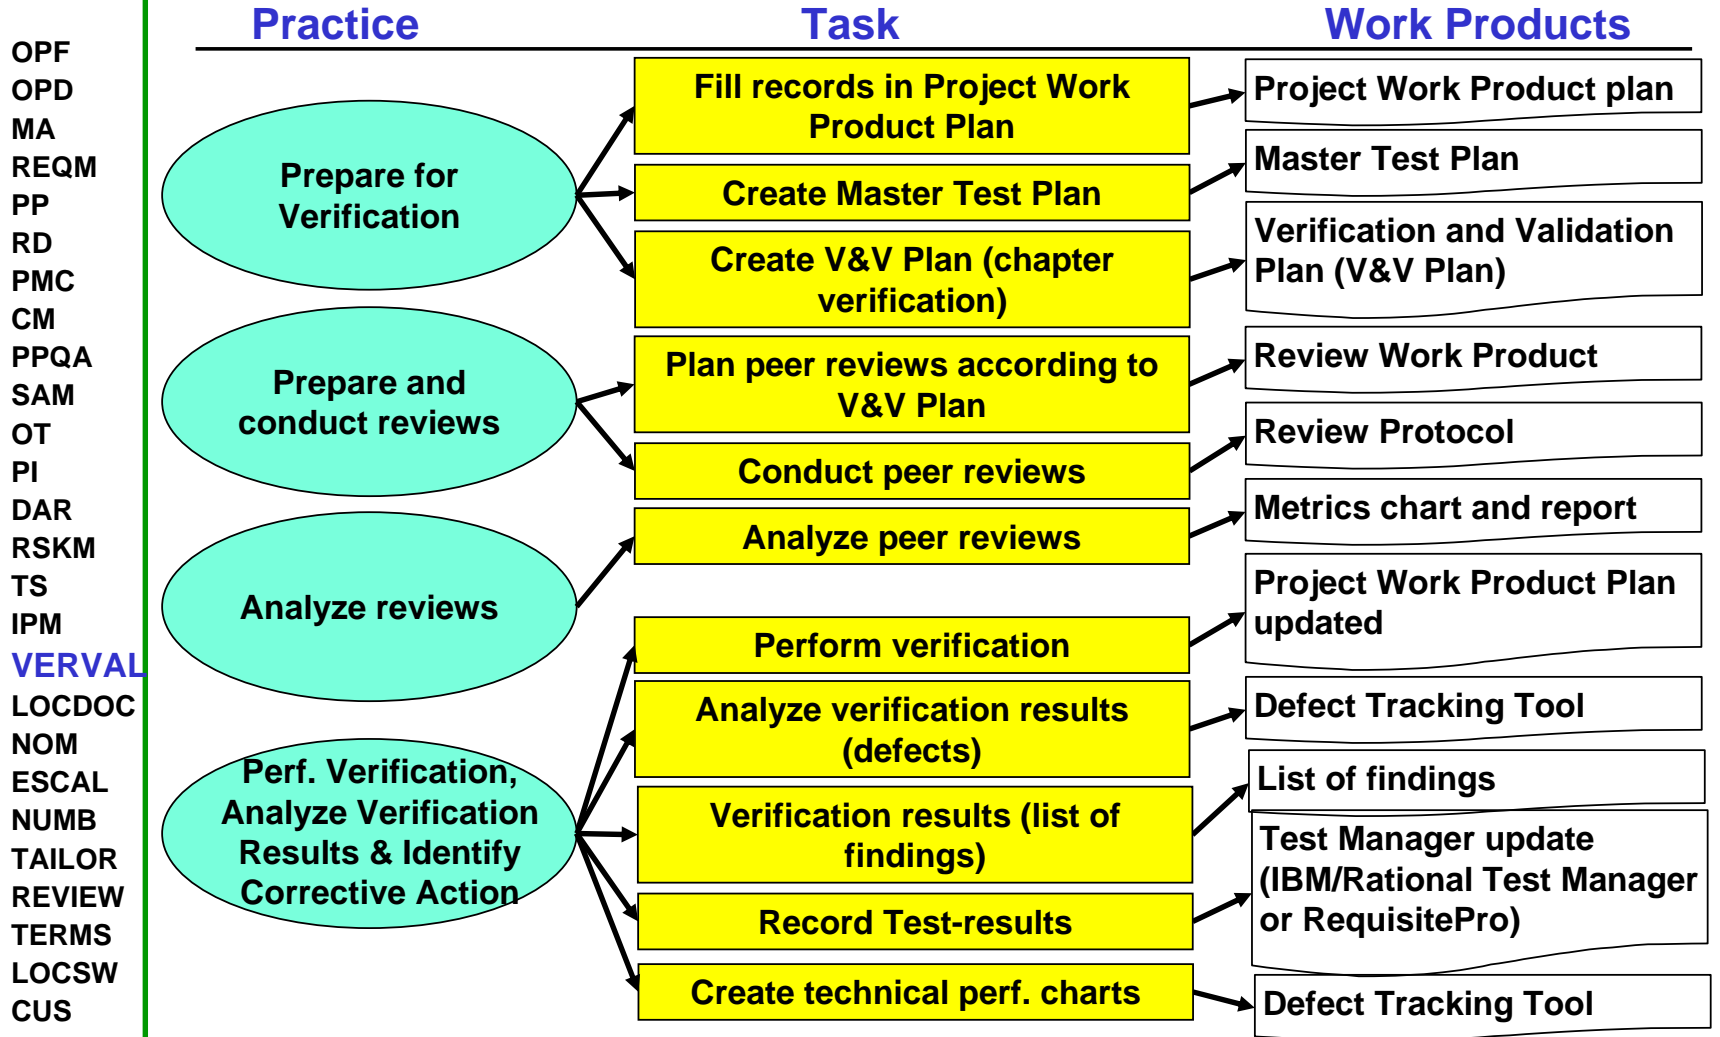 Practice
Task
Work Products
OPF
OPD
MA
REQM
PP
RD
PMC
CM
PPQA
SAM
OT
PI
DAR
RSKM
TS
IPM
VERVAL
LOCDOC
NOM
ESCAL
NUMB
TAILOR
REVIEW
TERMS
LOCSW
CUS
Prepare for
Verification
Prepare and
conduct reviews
Analyze reviews
Perf. Verification,
Analyze Verification
Results & Identify
Corrective Action
Fill records in Project Work
Product Plan
Create Master Test Plan
Create V&V Plan (chapter
verification)
Plan peer reviews according to
V&V Plan
Conduct peer reviews
Analyze peer reviews
Perform verification
Analyze verification results
(defects)
Verification results (list of
findings)
Record Test-results
Create technical perf. charts
Project Work Product plan
Master Test Plan
Verification and Validation
Plan (V&V Plan)
Review Work Product
Review Protocol
Metrics chart and report
Project Work Product Plan
updated
Defect Tracking Tool
List of findings
Test Manager update
(IBM/Rational Test Manager
or RequisitePro)
Defect Tracking Tool